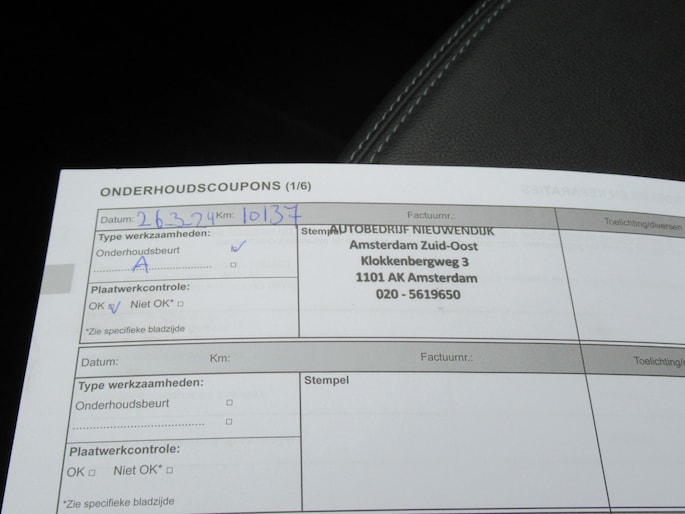 ONDERHOUDSCOUPONS (1/6)
Datum: 26-3-24 Km: 10137 Factuurnr.: Toelichting/diversen
Type werkzaamheden:
Onderhoudsbeurt
A
Plaatwerkcontrole:
OK Niet OK*
*Zie specifieke bladzijde
Stempel
AUTOBEDRIJF NIEUWENDIJK
Amsterdam Zuid-Oost
Klokkenbergweg 3
1101 AK Amsterdam
020 - 5619650
Datum: Km: Factuurnr.:
Type werkzaamheden:
Onderhoudsbeurt
Plaatwerkcontrole:
OK Niet OK*
*Zie specifieke bladzijde
Stempel